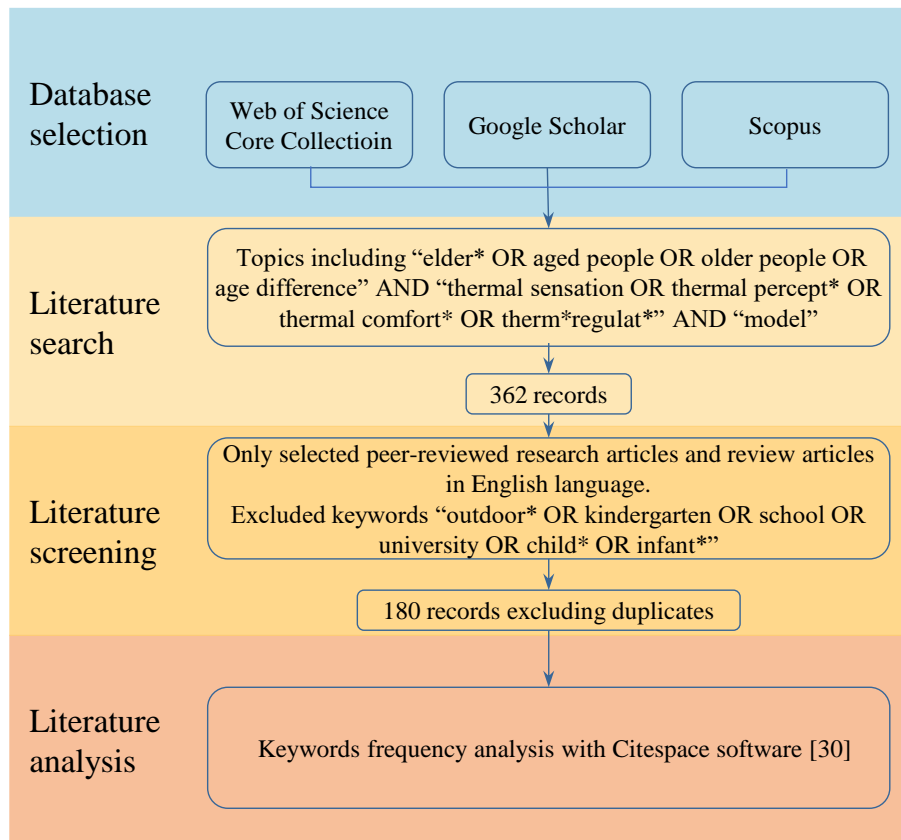 Database
selection
Web of Science
Core Collectioin
Google Scholar
Scopus
Literature
search
Topics including “elder* OR aged people OR older people OR
age difference” AND “thermal sensation OR thermal percept* OR
thermal comfort* OR therm*regulat*” AND “model”
362 records
Literature
screening
Only selected peer-reviewed research articles and review articles
in English language.
Excluded keywords “outdoor* OR kindergarten OR school OR
university OR child* OR infant*”
180 records excluding duplicates
Literature
analysis
Keywords frequency analysis with Citespace software [30]